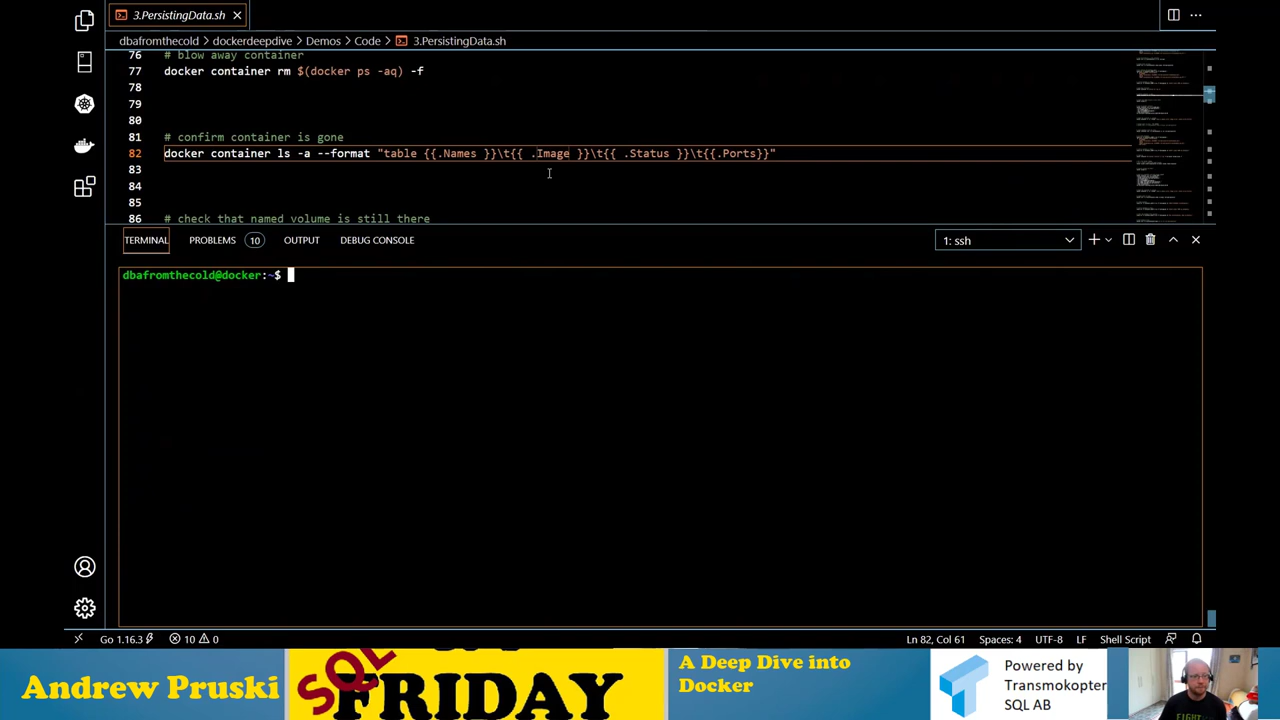 3.PersistingData.sh
dbafromthecold > dockerdeepdive > Demos > Code > 3.PersistingData.sh
76 # blow away container
77 docker container rm $(docker ps -aq) -f
78
79
80
81 # confirm container is gone
82 docker container ls -a --format "table {{.Names }}\t{{ .Image }}\t{{ .Status }}\t{{.Ports}}"
83
84
85
86 # check that named volume is still there
TERMINAL PROBLEMS 10 OUTPUT DEBUG CONSOLE 1: ssh
dbafromthecold@docker:~$
Go 1.16.3 10 0 Ln 82, Col 61 Spaces: 4 UTF-8 LF Shell Script
Andrew Pruski
SQL
FRIDAY
A Deep Dive into
Docker
Powered by
Transmokopter
SQL AB